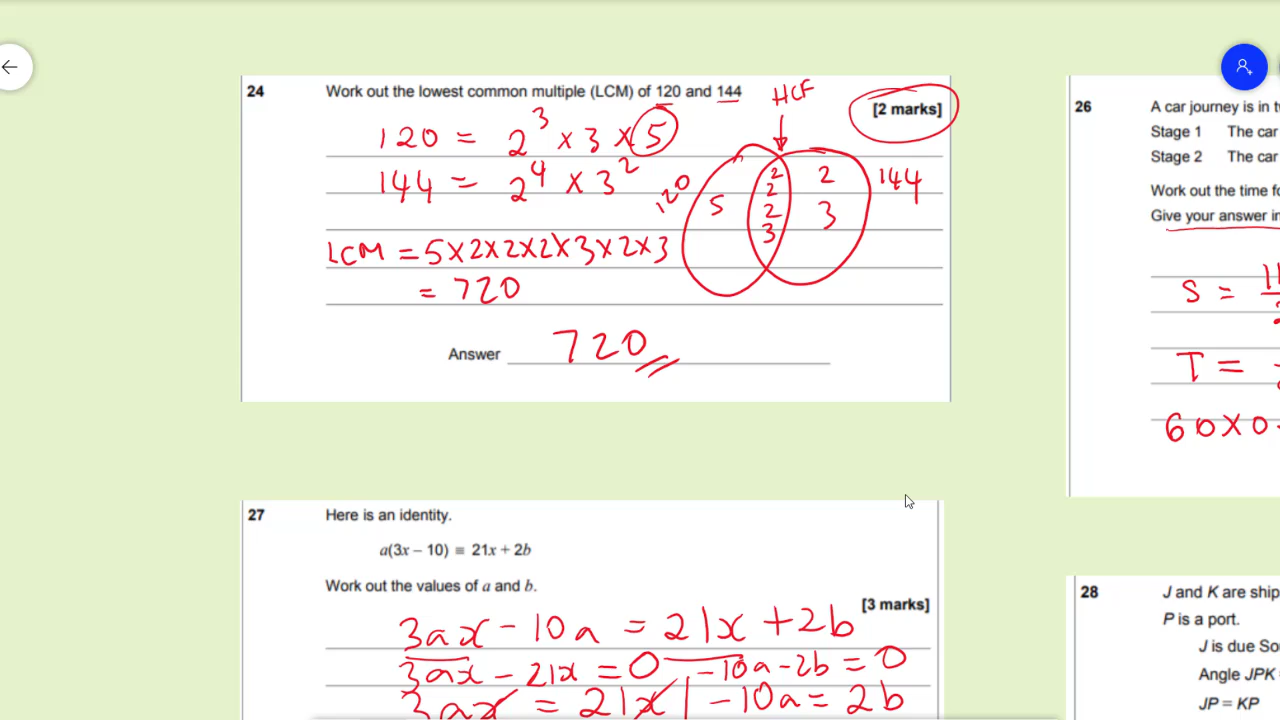 24 Work out the lowest common multiple (LCM) of 120 and 144
[2 marks]
HCF
120 = 2³ × 3 × 5
144 = 2⁴ × 3²
120
5
2
2
2
3
2
3
144
LCM = 5×2×2×2×3×2×3
= 720
Answer 720
27 Here is an identity.
a(3x – 10) ≡ 21x + 2b
Work out the values of a and b.
[3 marks]
3ax - 10a = 21x + 2b
3ax - 21x = 0 -10a - 2b = 0
3ax = 21x -10a = 2b
26 A car journey is in
Stage 1 The car
Stage 2 The car
Work out the time
Give your answer in
S =
T =
60×0
28 J and K are
P is a port.
J is due
Angle JPK
JP = KP